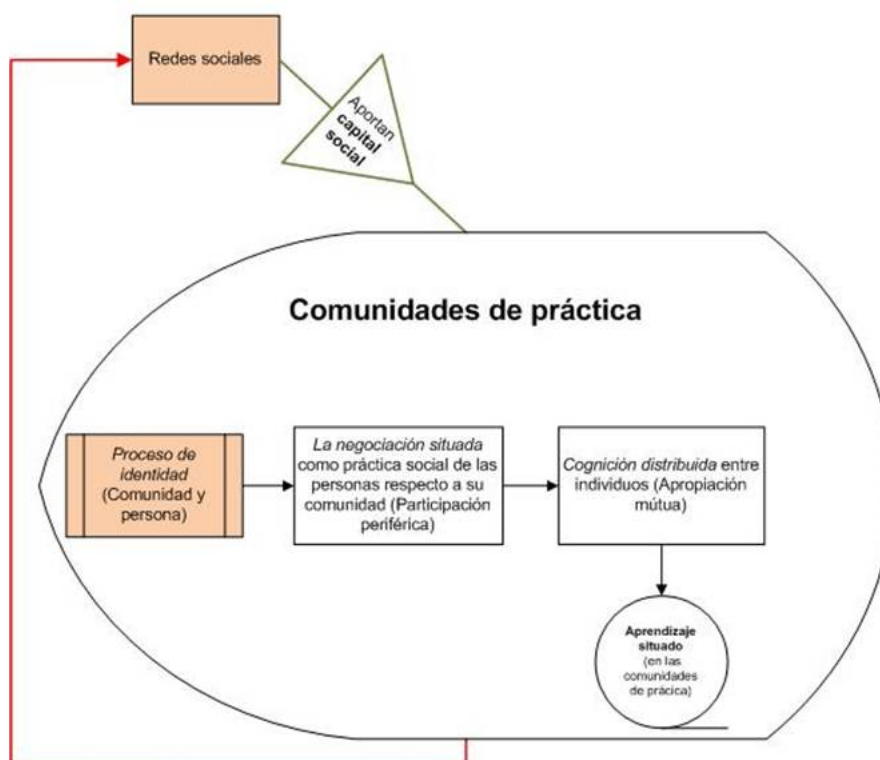 Redes sociales
Aportan
capital
social
Comunidades de práctica
Proceso de
identidad
(Comunidad y
persona)
La negociación situada
como práctica social de las
personas respecto a su
comunidad (Participación
periférica)
Cognición distribuida entre
individuos (Apropiación
mútua)
Aprendizaje
situado
(en las
comunidades
de prácica)